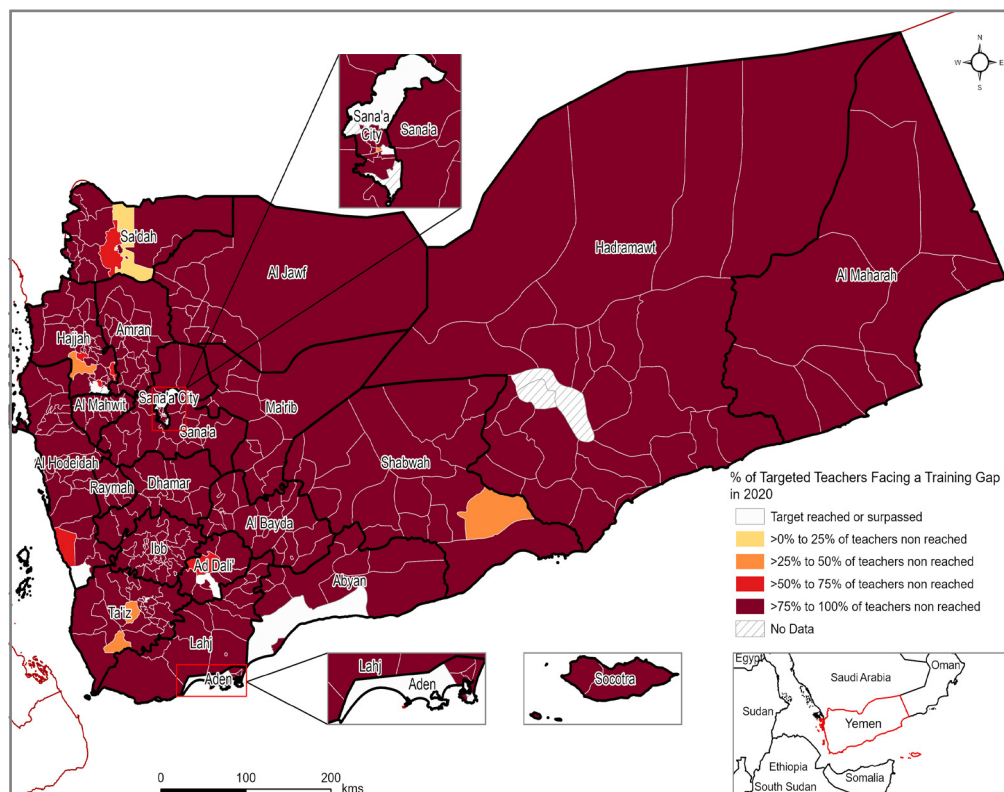 N
W E
S
Sana'a
City
Sana'a
Sa'dah
Hadramawt
Al Jawf
Al Maharah
Amran
Hajjah
Sana'a City
Al Mahwit
Ma'rib
Sana'a
Shabwah
Al Hodeidah
Dhamar
Raymah
Al Bayda
Ibb
Ad Dali'
Abyan
Ta'iz
Lahj
Aden
% of Targeted Teachers Facing a Training Gap
in 2020
Target reached or surpassed
>0% to 25% of teachers non reached
>25% to 50% of teachers non reached
>50% to 75% of teachers non reached
>75% to 100% of teachers non reached
No Data
Lahj
Aden
Socotra
Egypt
Saudi Arabia
Oman
Sudan
Yemen
Ethiopia
Somalia
South Sudan
0 100 200
kms